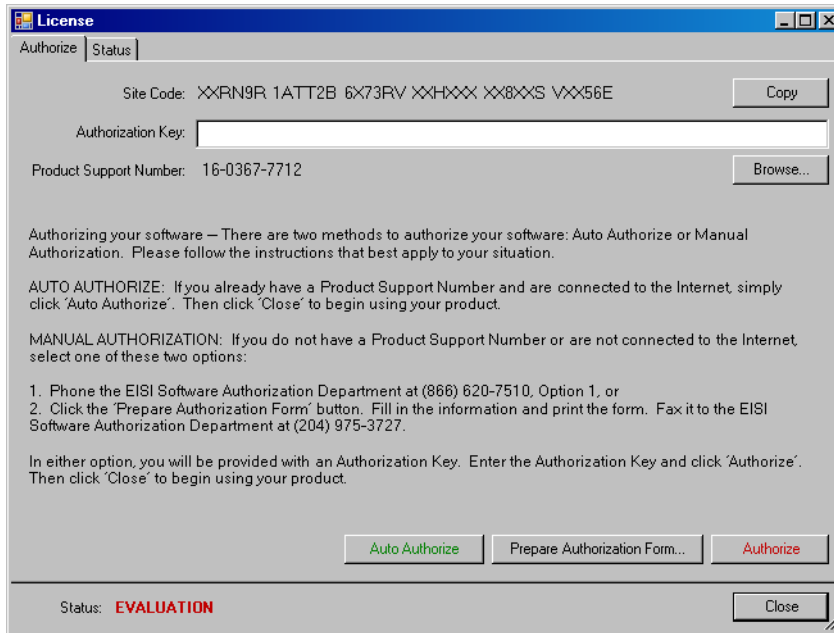 License
Authorize Status
Site Code: XXRN9R 1ATT2B 6X73RV XXHXXX XX8XXS VXX56E Copy
Authorization Key:
Product Support Number: 16-0367-7712 Browse...
Authorizing your software — There are two methods to authorize your software: Auto Authorize or Manual
Authorization. Please follow the instructions that best apply to your situation.
AUTO AUTHORIZE: If you already have a Product Support Number and are connected to the Internet, simply
click 'Auto Authorize'. Then click 'Close' to begin using your product.
MANUAL AUTHORIZATION: If you do not have a Product Support Number or are not connected to the Internet,
select one of these two options:
1. Phone the EISI Software Authorization Department at (866) 620-7510, Option 1, or
2. Click the 'Prepare Authorization Form' button. Fill in the information and print the form. Fax it to the EISI
Software Authorization Department at (204) 975-3727.
In either option, you will be provided with an Authorization Key. Enter the Authorization Key and click 'Authorize'.
Then click 'Close' to begin using your product.
Auto Authorize Prepare Authorization Form... Authorize
Status: EVALUATION Close